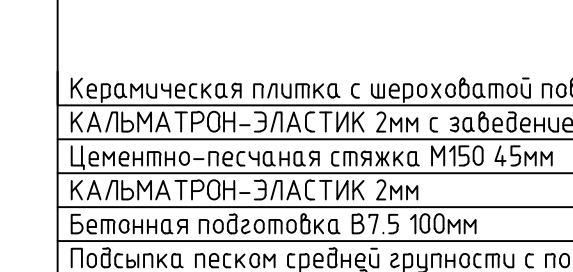 Керамическая плитка с шероховатой пов
КАЛЬМАТРОН-ЭЛАСТИК 2мм с заведение
Цементно-песчаная стяжка М150 45мм
КАЛЬМАТРОН-ЭЛАСТИК 2мм
Бетонная подготовка В7.5 100мм
Подсыпка песком средней групности с по